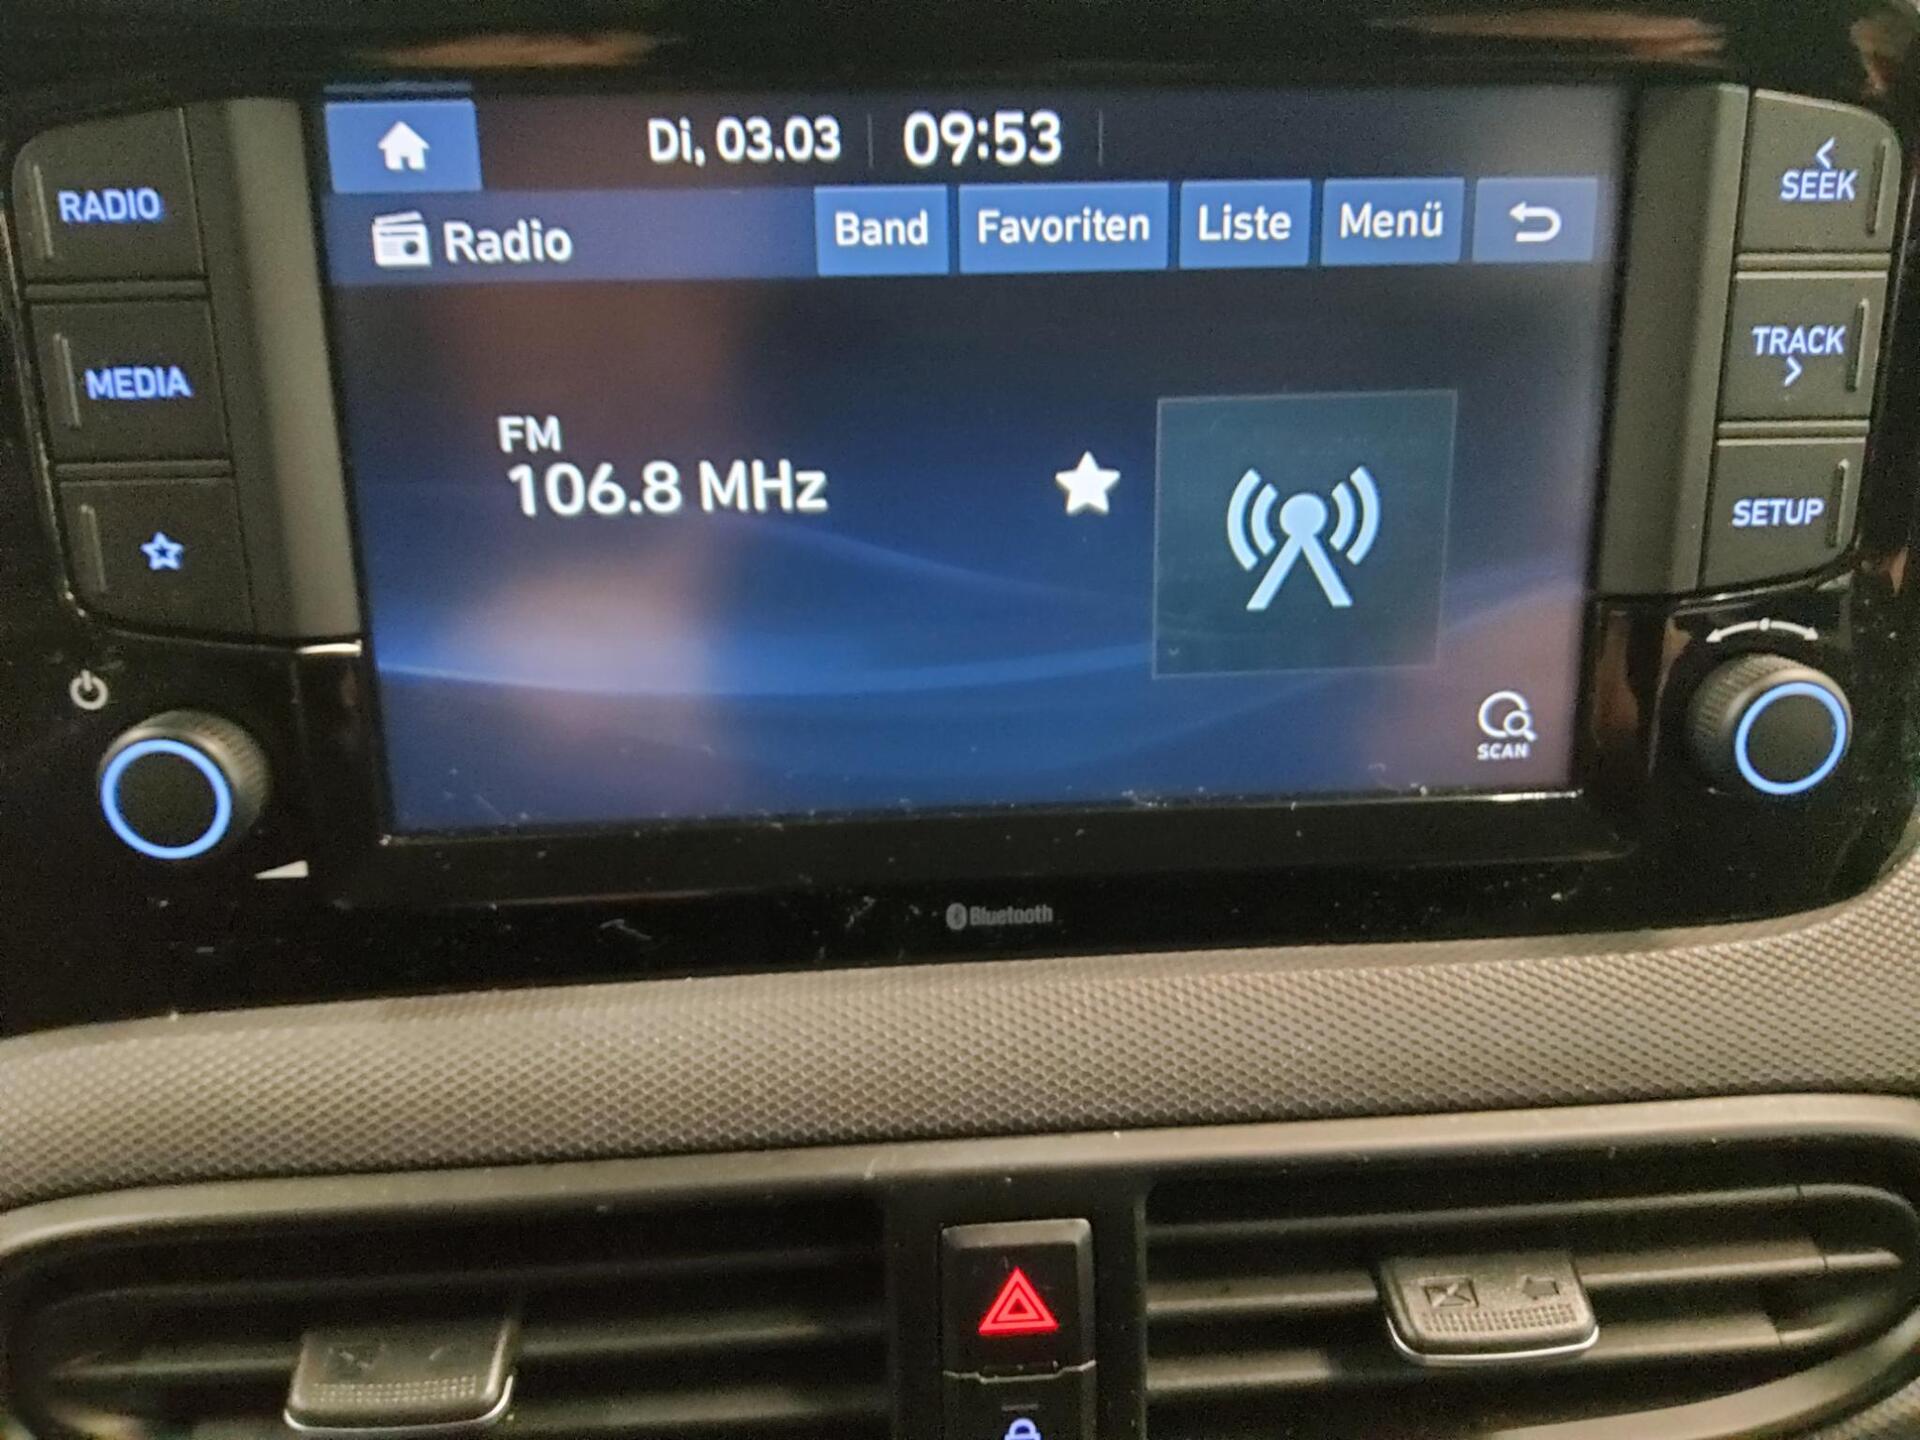 Di, 03.03 09:53
RADIO
< SEEK
Radio
Band Favoriten Liste Menü
MEDIA
TRACK >
FM
106.8 MHz
SETUP
SCAN
Bluetooth